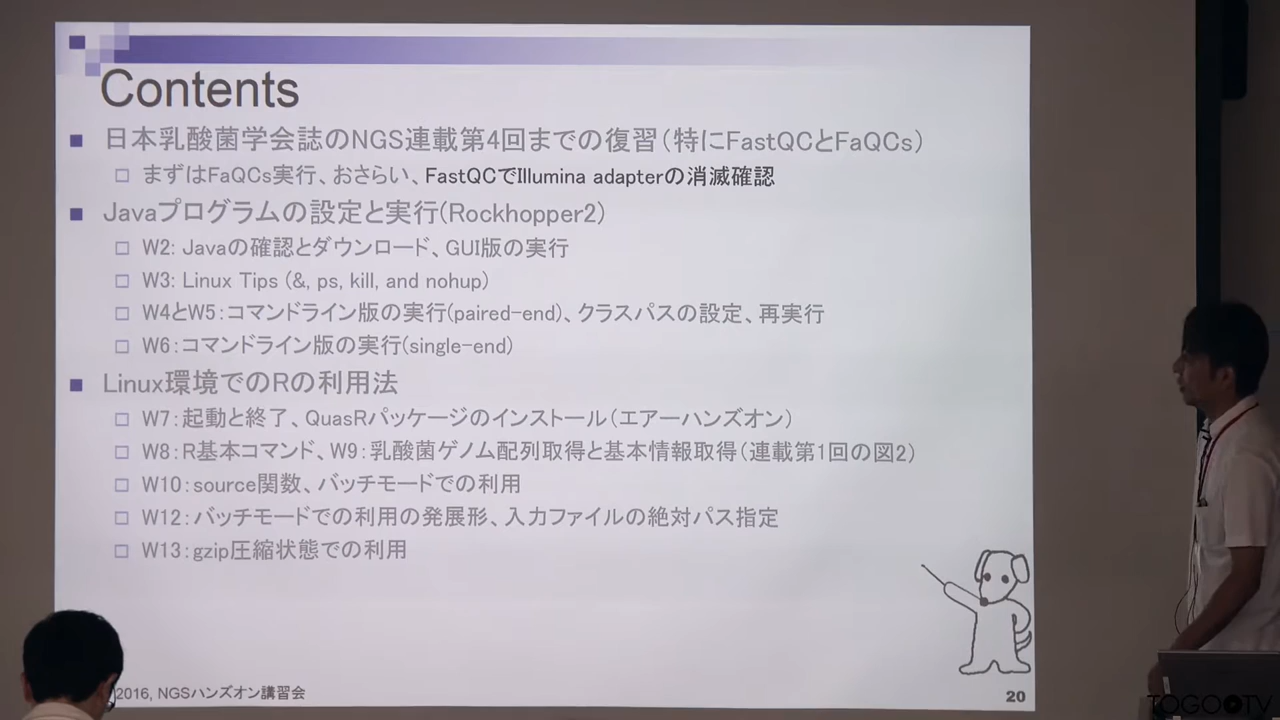 Contents
日本乳酸菌学会誌のNGS連載第4回までの復習（特にFastQCとFaQCs）
まずはFaQCs実行、おさらい、FastQCでIllumina adapterの消滅確認
Javaプログラムの設定と実行(Rockhopper2)
W2: Javaの確認とダウンロード、GUI版の実行
W3: Linux Tips (&, ps, kill, and nohup)
W4とW5：コマンドライン版の実行(paired-end)、クラスパスの設定、再実行
W6：コマンドライン版の実行(single-end)
Linux環境でのRの利用法
W7：起動と終了、QuasRパッケージのインストール（エアーハンズオン）
W8：R基本コマンド、W9：乳酸菌ゲノム配列取得と基本情報取得（連載第1回の図2）
W10：source関数、バッチモードでの利用
W12：バッチモードでの利用の発展形、入力ファイルの絶対パス指定
W13：gzip圧縮状態での利用
2016, NGSハンズオン講習会
20
TOGOTV